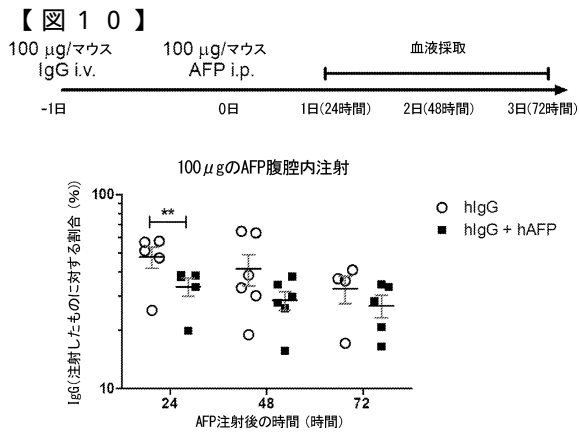 【図１０】
100 μg/マウス
IgG i.v.
100 μg/マウス
AFP i.p.
血液採取
-1日
0日
1日(24時間)
2日(48時間)
3日(72時間)
100μgのAFP腹腔内注射
IgG(注射したものに対する割合 (%))
100
10
**
hIgG
hIgG + hAFP
24
48
72
AFP注射後の時間 (時間)